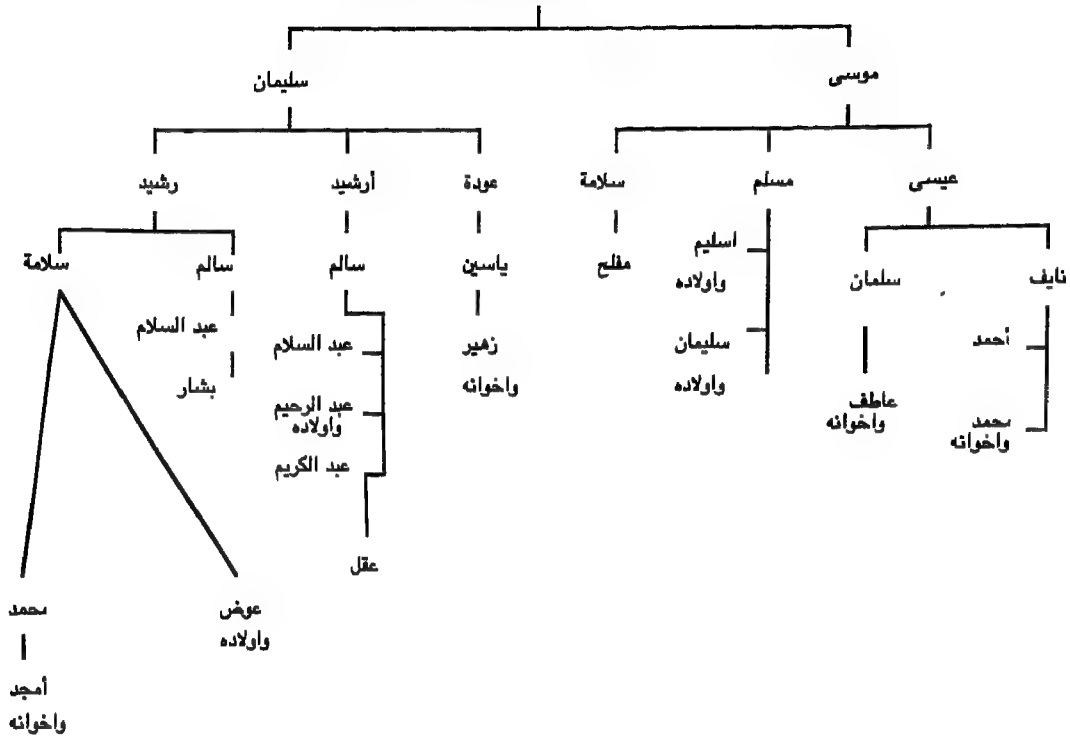 موسى
سليمان
عيسى
مسلم
سلامة
عودة
أرشيد
رشيد
نايف
سلمان
اسليم
واولاده
مفلح
ياسين
سالم
سالم
سلامة
أحمد
محمد
واخوانه
عاطف
واخوانه
سليمان
واولاده
زهير
واخوانه
عبد السلام
عبد الرحيم
واولاده
عبد الكريم
عقل
عبد السلام
بشار
عوض
واولاده
محمد
أمجد
واخوانه